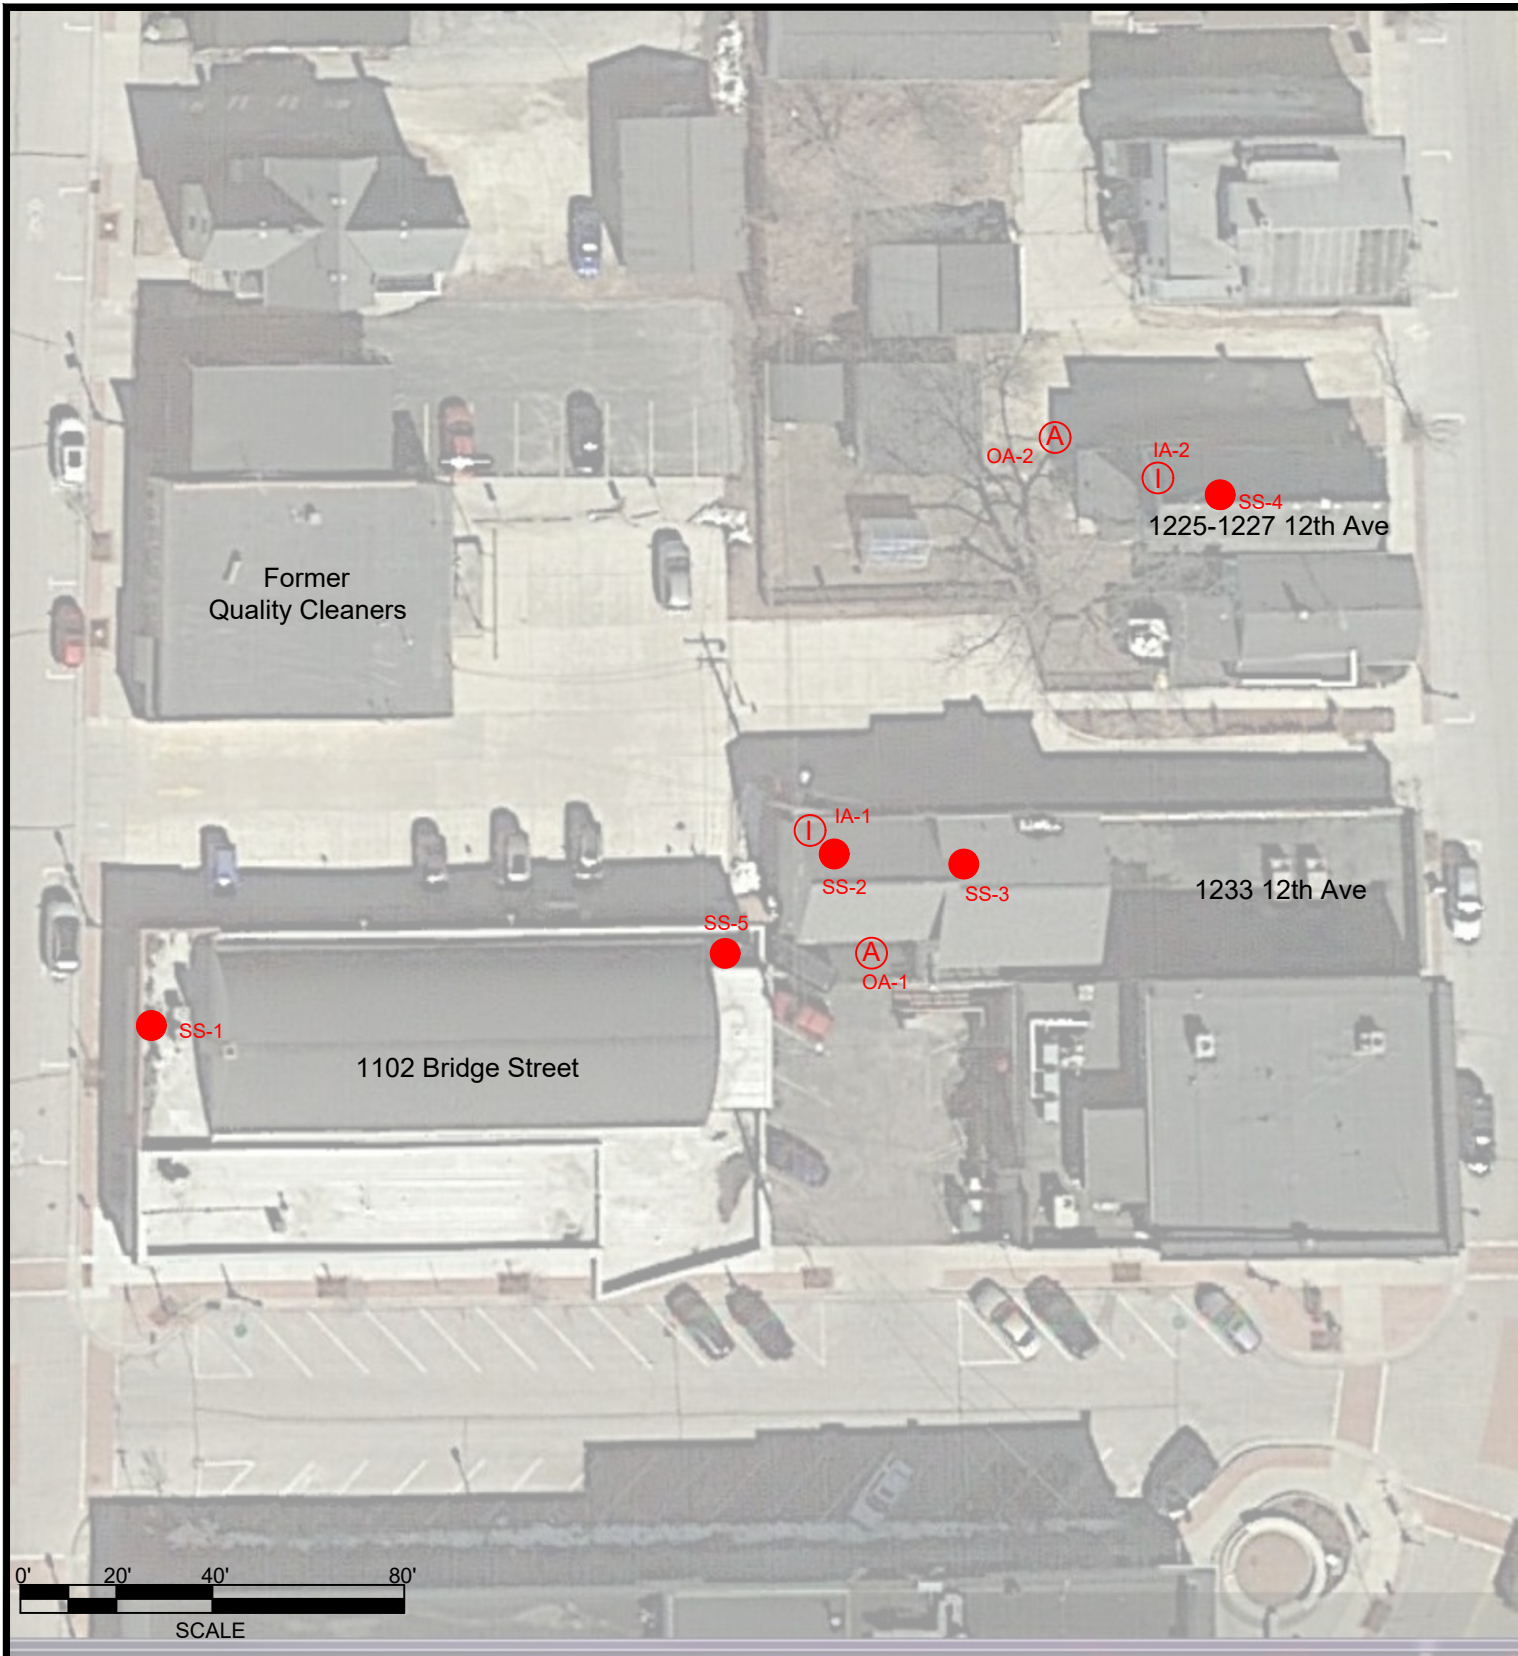 OA-2
A
IA-2
I
SS-4
1225-1227 12th Ave
Former
Quality Cleaners
IA-1
I
SS-2
SS-3
1233 12th Ave
SS-5
A
OA-1
SS-1
1102 Bridge Street
0' 20' 40' 80'
SCALE